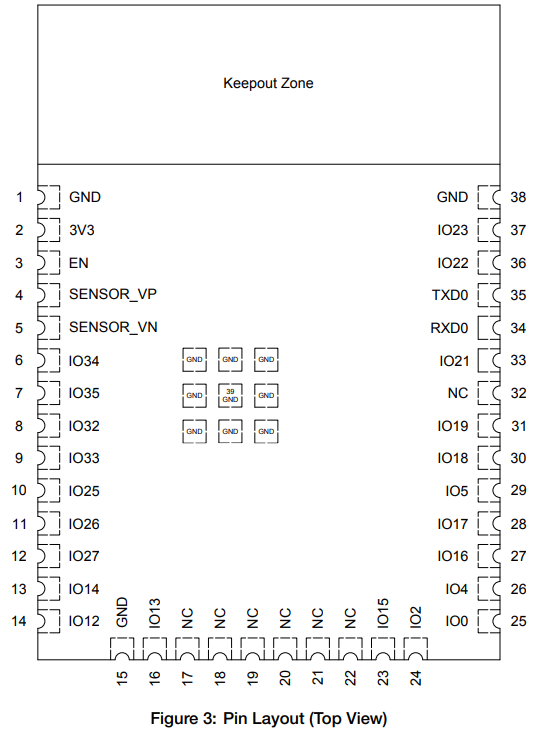 Keepout Zone
1 GND GND 38
2 3V3 IO23 37
3 EN IO22 36
4 SENSOR_VP TXD0 35
5 SENSOR_VN RXD0 34
6 IO34 GND GND GND IO21 33
7 IO35 GND 39 GND GND NC 32
8 IO32 GND GND GND IO19 31
9 IO33 IO18 30
10 IO25 IO5 29
11 IO26 IO17 28
12 IO27 IO16 27
13 IO14 IO4 26
14 IO12 IO0 25
GND IO13 NC NC NC NC NC NC IO15 IO2
15 16 17 18 19 20 21 22 23 24
Figure 3: Pin Layout (Top View)